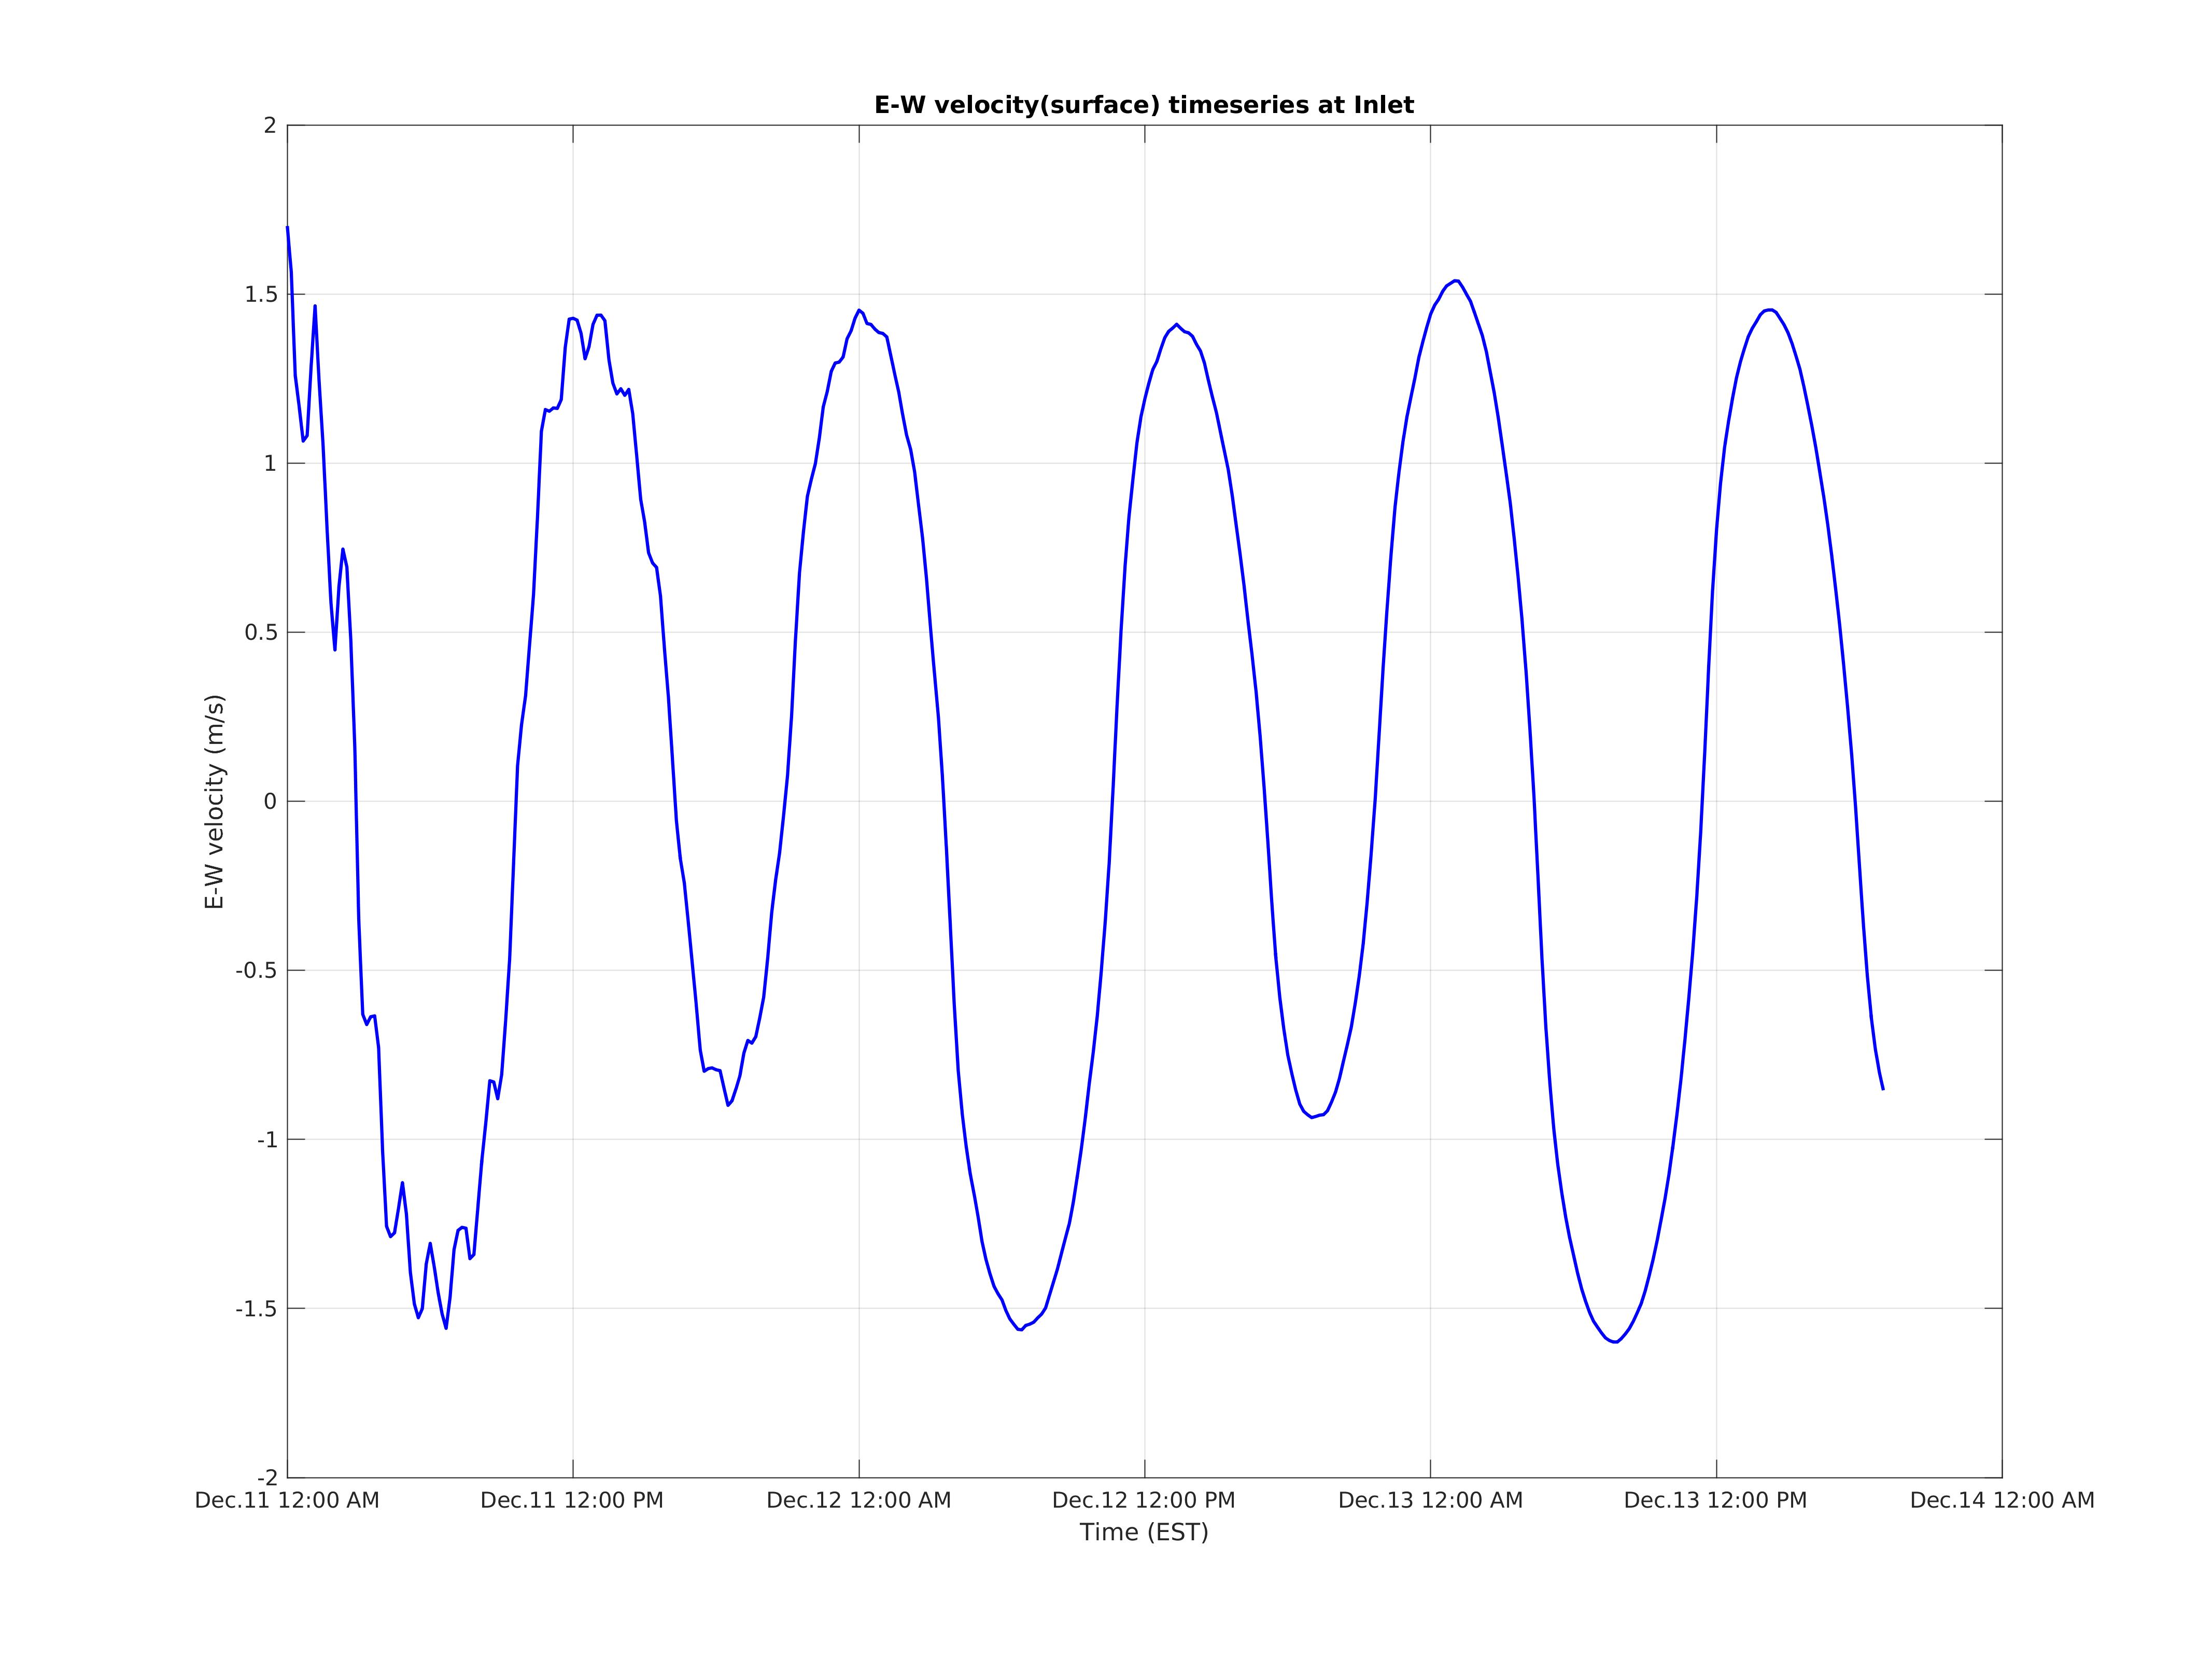 E-W velocity(surface) timeseries at Inlet
2
1.5
1
0.5
0
-0.5
-1
-1.5
-2
E-W velocity (m/s)
Dec.11 12:00 AM
Dec.11 12:00 PM
Dec.12 12:00 AM
Dec.12 12:00 PM
Dec.13 12:00 AM
Dec.13 12:00 PM
Dec.14 12:00 AM
Time (EST)